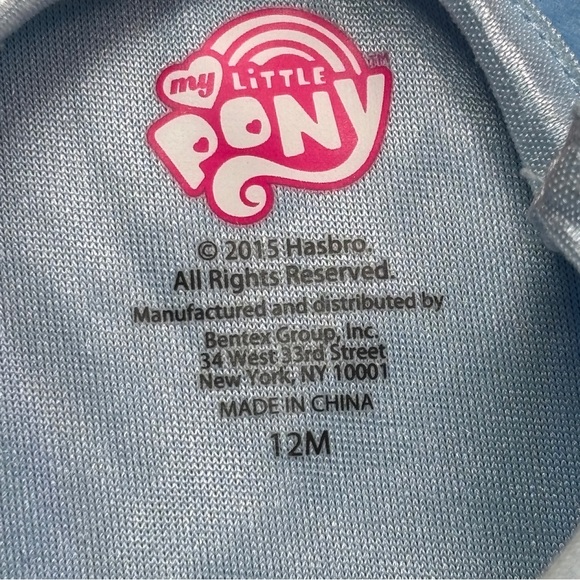 my LiTTLE
PONY
© 2015 Hasbro.
All Rights Reserved.
Manufactured and distributed by
Bentex Group, Inc.
34 West 33rd Street
New York, NY 10001
MADE IN CHINA
12M